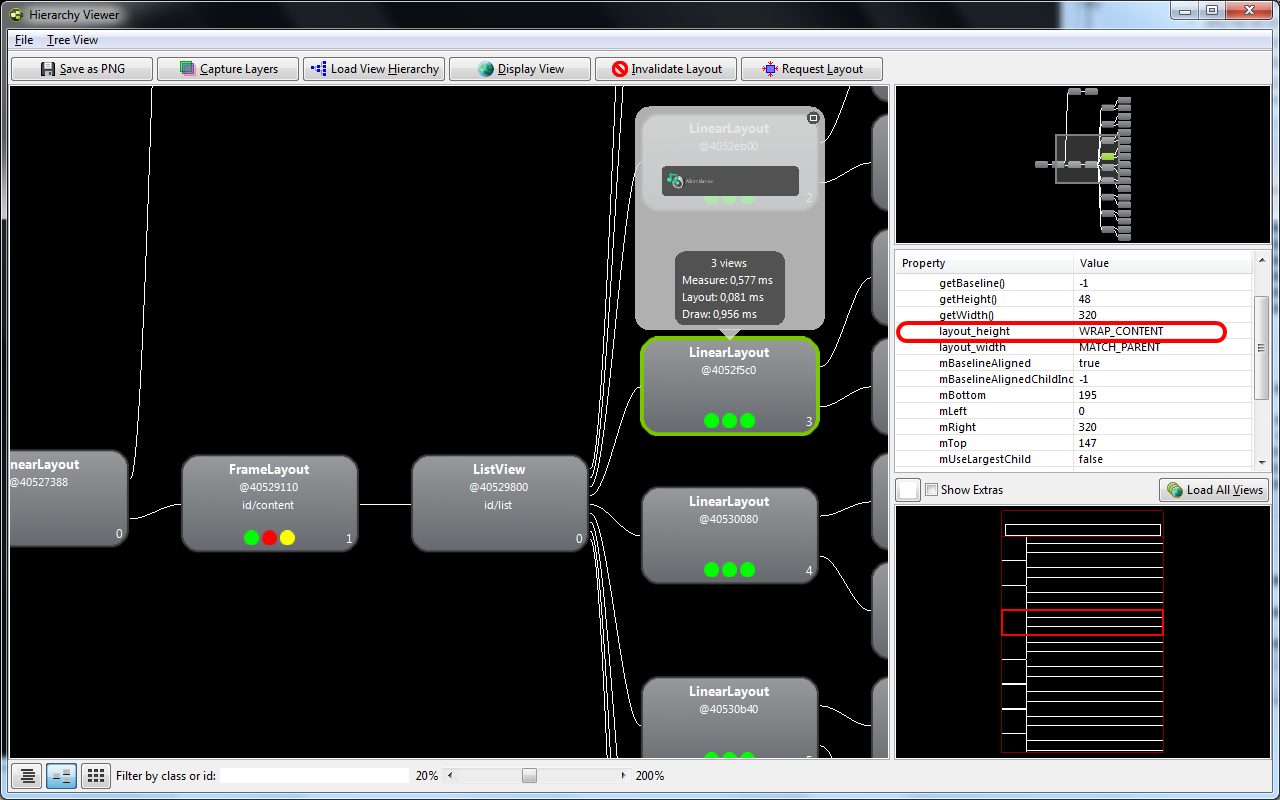 Hierarchy Viewer
File Tree View
Save as PNG Capture Layers Load View Hierarchy Display View Invalidate Layout Request Layout
LinearLayout
@4052eb00
Abundance
2
3 views
Measure: 0,577 ms
Layout: 0,081 ms
Draw: 0,956 ms
LinearLayout
@4052f5c0
3
nearLayout
@40527388
0
FrameLayout
@40529110
id/content
1
ListView
@40529800
id/list
0
LinearLayout
@40530080
4
LinearLayout
@40530b40
Property Value
getBaseline() -1
getHeight() 48
getWidth() 320
layout_height WRAP_CONTENT
layout_width MATCH_PARENT
mBaselineAligned true
mBaselineAlignedChildInd -1
mBottom 195
mLeft 0
mRight 320
mTop 147
mUseLargestChild false
Show Extras Load All Views
Filter by class or id: 20% 200%